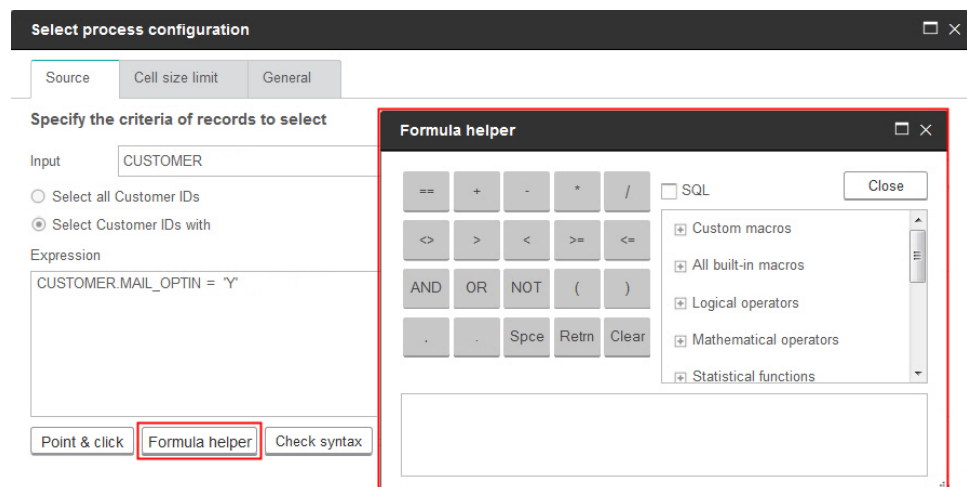 Select process configuration
Source Cell size limit General
Specify the criteria of records to select
Input CUSTOMER
Select all Customer IDs
Select Customer IDs with
Expression
CUSTOMER.MAIL_OPTIN = 'Y'
Point & click Formula helper Check syntax
Formula helper
== + - * /
<> > < >= <=
AND OR NOT ( )
, . Spce Retrn Clear
SQL Close
Custom macros
All built-in macros
Logical operators
Mathematical operators
Statistical functions